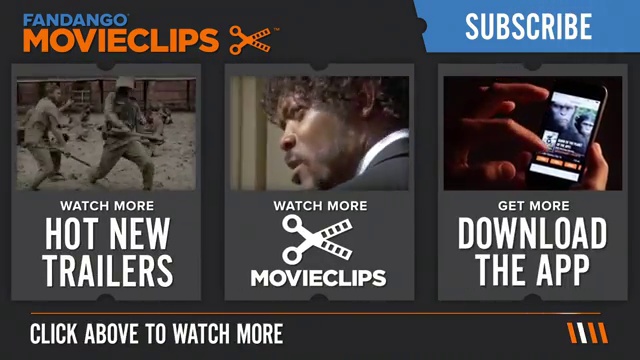 FANDANGO
MOVIECLIPS™
SUBSCRIBE
WATCH MORE
HOT NEW
TRAILERS
WATCH MORE
MOVIECLIPS
GET MORE
DOWNLOAD
THE APP
CLICK ABOVE TO WATCH MORE